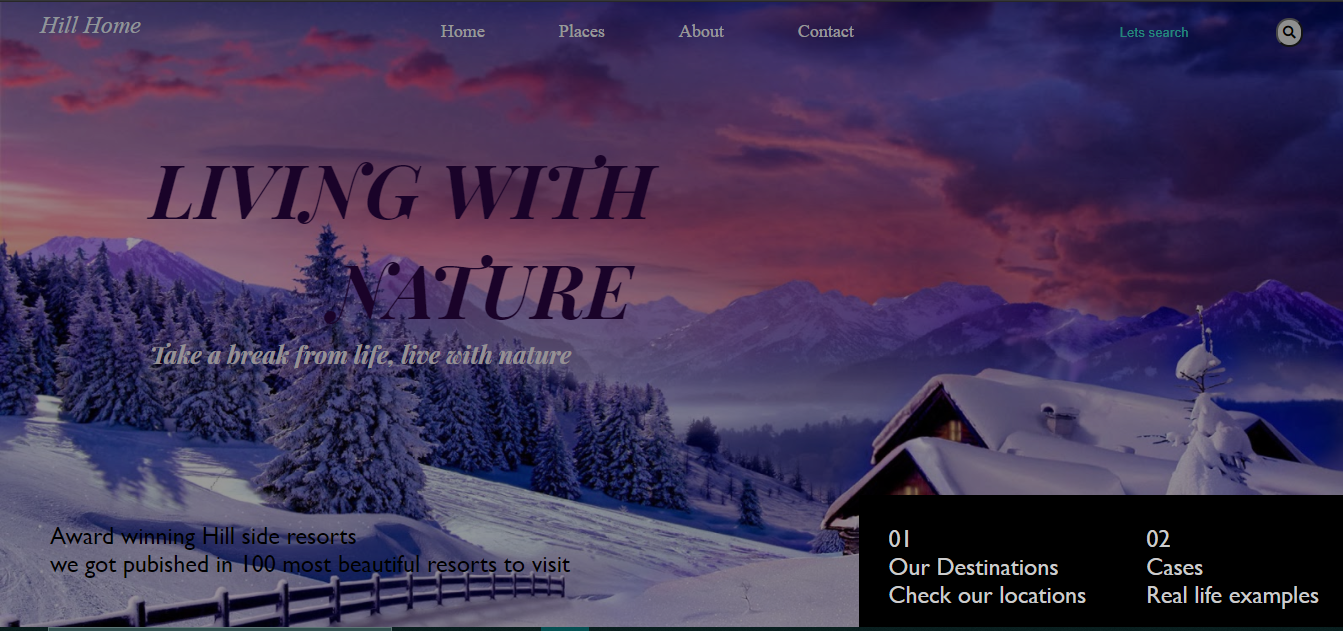 Hill Home
Home Places About Contact
Lets search
LIVING WITH
NATURE
Take a break from life, live with nature
Award winning Hill side resorts
we got pubished in 100 most beautiful resorts to visit
01
Our Destinations
Check our locations
02
Cases
Real life examples